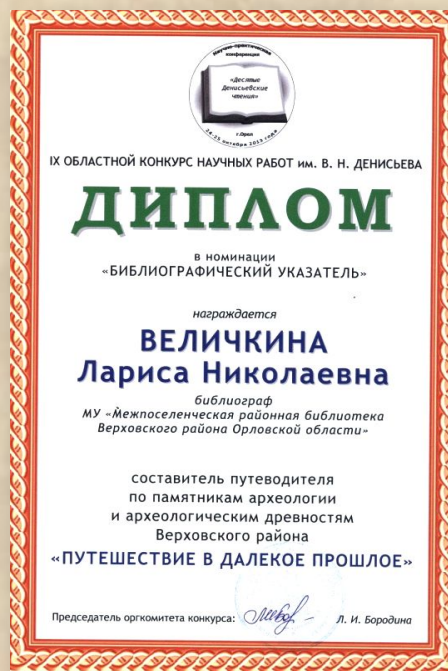 научно-практическая
конференция
«Десятые
Денисьевские
чтения»
г.Орел
24-25 октября 2013 года
IX ОБЛАСТНОЙ КОНКУРС НАУЧНЫХ РАБОТ им. В. Н. ДЕНИСЬЕВА
ДИПЛОМ
в номинации
«БИБЛИОГРАФИЧЕСКИЙ УКАЗАТЕЛЬ»
награждается
ВЕЛИЧКИНА
Лариса Николаевна
библиограф
МУ «Межпоселенческая районная библиотека
Верховского района Орловской области»
составитель путеводителя
по памятникам археологии
и археологическим древностям
Верховского района
«ПУТЕШЕСТВИЕ В ДАЛЕКОЕ ПРОШЛОЕ»
Председатель оргкомитета конкурса: Л. И. Бородина